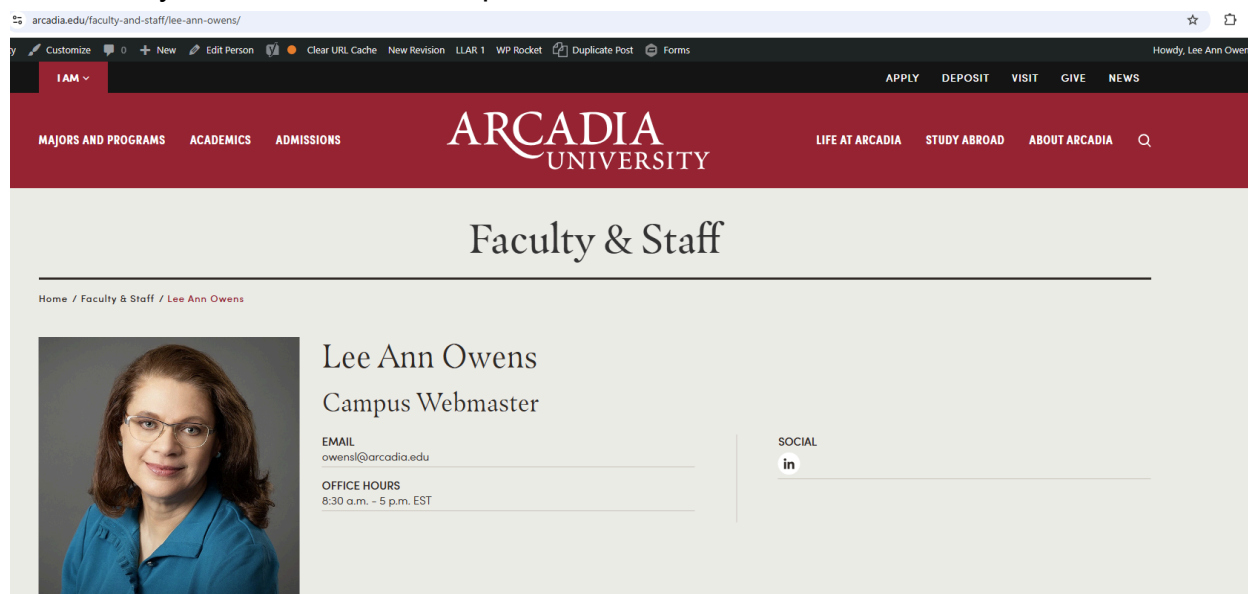 arcadia.edu/faculty-and-staff/lee-ann-owens/
Customize 0 + New Edit Person Clear URL Cache New Revision LLAR 1 WP Rocket Duplicate Post Forms Howdy, Lee Ann
I AM APPLY DEPOSIT VISIT GIVE NEWS
MAJORS AND PROGRAMS ACADEMICS ADMISSIONS ARCADIA UNIVERSITY LIFE AT ARCADIA STUDY ABROAD ABOUT ARCADIA
Faculty & Staff
Home / Faculty & Staff / Lee Ann Owens
Lee Ann Owens
Campus Webmaster
EMAIL
owensl@arcadia.edu
OFFICE HOURS
8:30 a.m. – 5 p.m. EST
SOCIAL
in